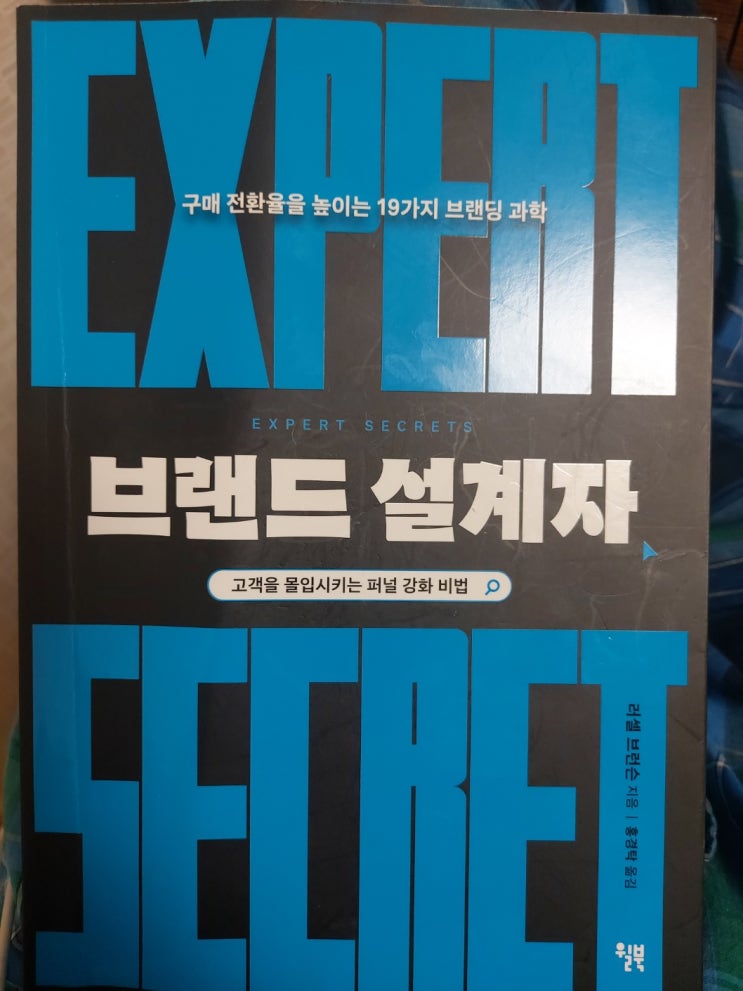 EXPERT
구매 전환율을 높이는 19가지 브랜딩 과학
EXPERT SECRETS
브랜드 설계자
고객을 몰입시키는 퍼널 강화 비법
SECRET
러셀 브런슨 지음 | 홍경탁 옮김
윌북